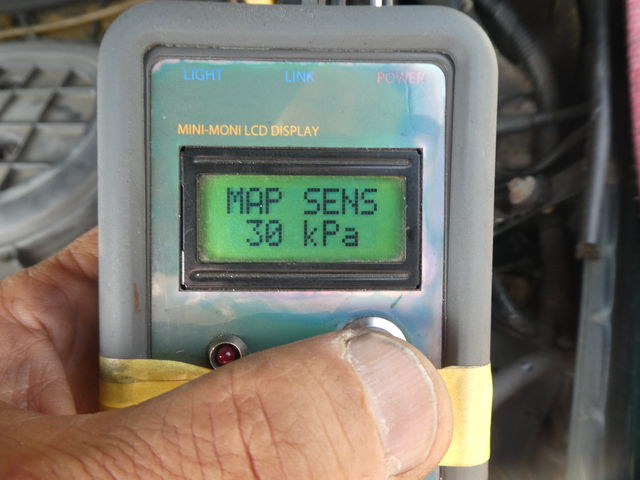 LIGHT LINK POWER
MINI-MONI LCD DISPLAY
MAP SENS
30 kPa